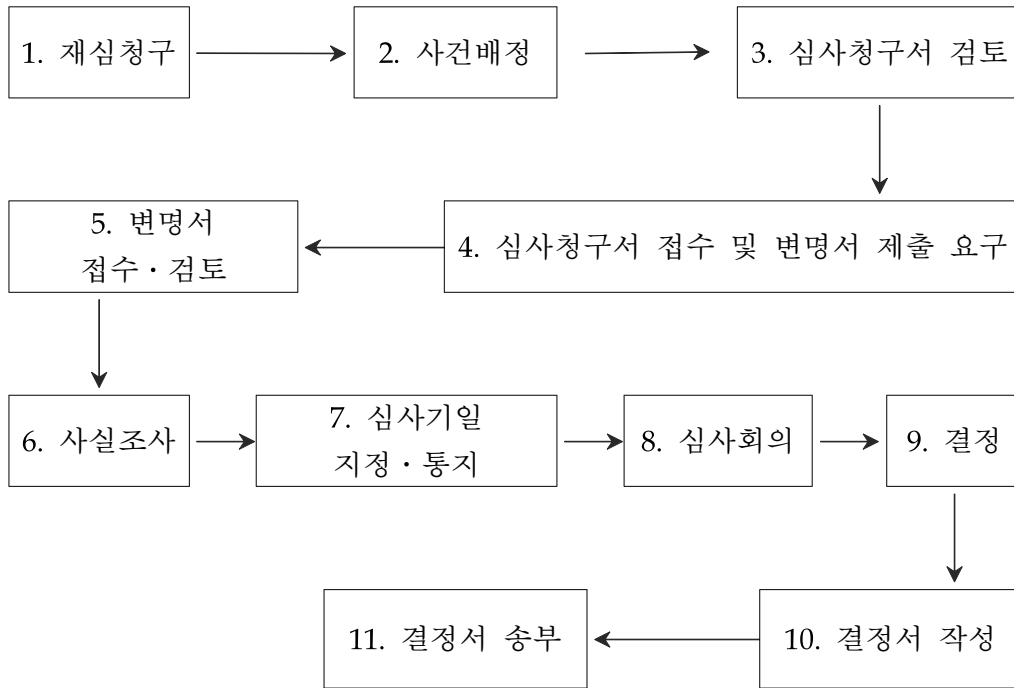 1. 재심청구
2. 사건배정
3. 심사청구서 검토
4. 심사청구서 접수 및 변명서 제출 요구
5. 변명서
접수·검토
6. 사실조사
7. 심사기일
지정·통지
8. 심사회의
9. 결정
10. 결정서 작성
11. 결정서 송부